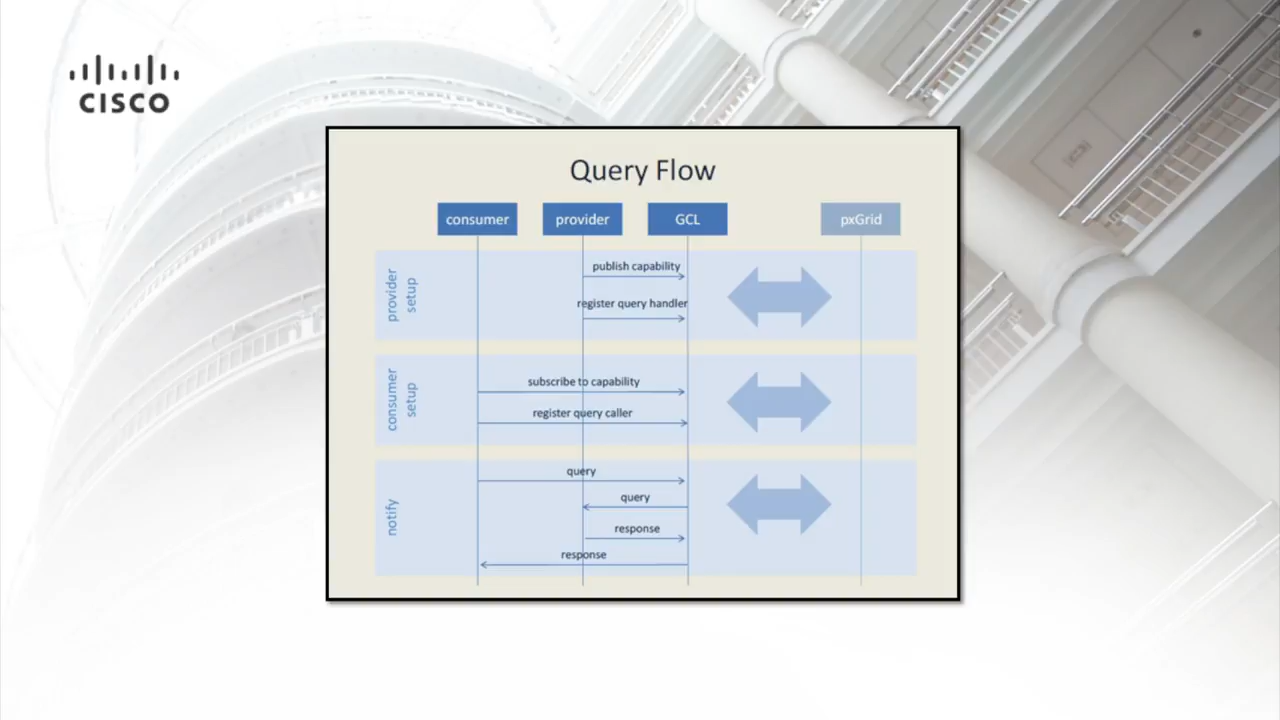 CISCO
Query Flow
consumer
provider
GCL
pxGrid
provider
setup
publish capability
register query handler
consumer
setup
subscribe to capability
register query caller
notify
query
query
response
response